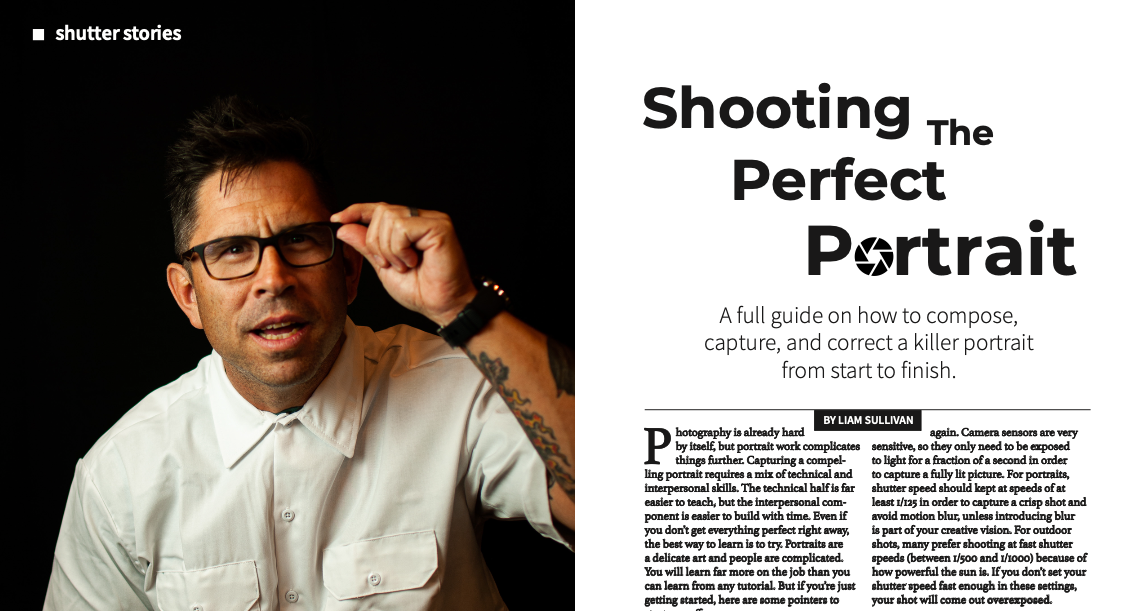 shutter stories
Shooting The
Perfect
Portrait
A full guide on how to compose,
capture, and correct a killer portrait
from start to finish.
BY LIAM SULLIVAN
Photography is already hard
by itself, but portrait work complicates
things further. Capturing a compel-
ling portrait requires a mix of technical and
interpersonal skills. The technical half is far
easier to teach, but the interpersonal com-
ponent is easier to build with time. Even if
you don't get everything perfect right away,
the best way to learn is to try. Portraits are
a delicate art and people are complicated.
You will learn far more on the job than you
can learn from any tutorial. But if you're just
getting started, here are some pointers to
again. Camera sensors are very
sensitive, so they only need to be exposed
to light for a fraction of a second in order
to capture a fully lit picture. For portraits,
shutter speed should kept at speeds of at
least 1/125 in order to capture a crisp shot and
avoid motion blur, unless introducing blur
is part of your creative vision. For outdoor
shots, many prefer shooting at fast shutter
speeds (between 1/500 and 1/1000) because of
how powerful the sun is. If you don't set your
shutter speed fast enough in these settings,
your shot will come out overexposed.